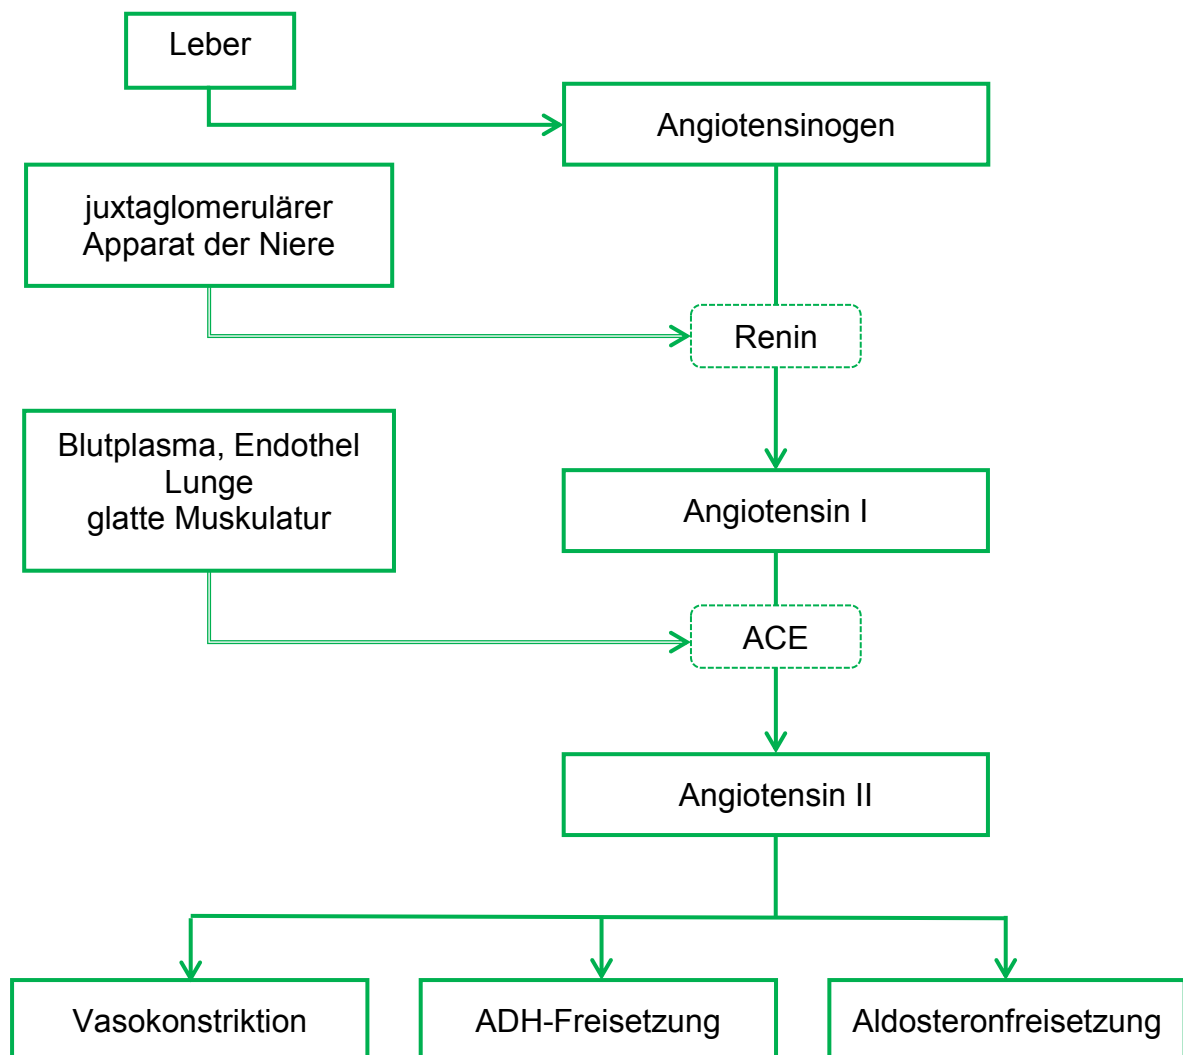 Leber
Angiotensinogen
juxtaglomerulärer
Apparat der Niere
Renin
Blutplasma, Endothel
Lunge
glatte Muskulatur
Angiotensin I
ACE
Angiotensin II
Vasokonstriktion
ADH-Freisetzung
Aldosteronfreisetzung